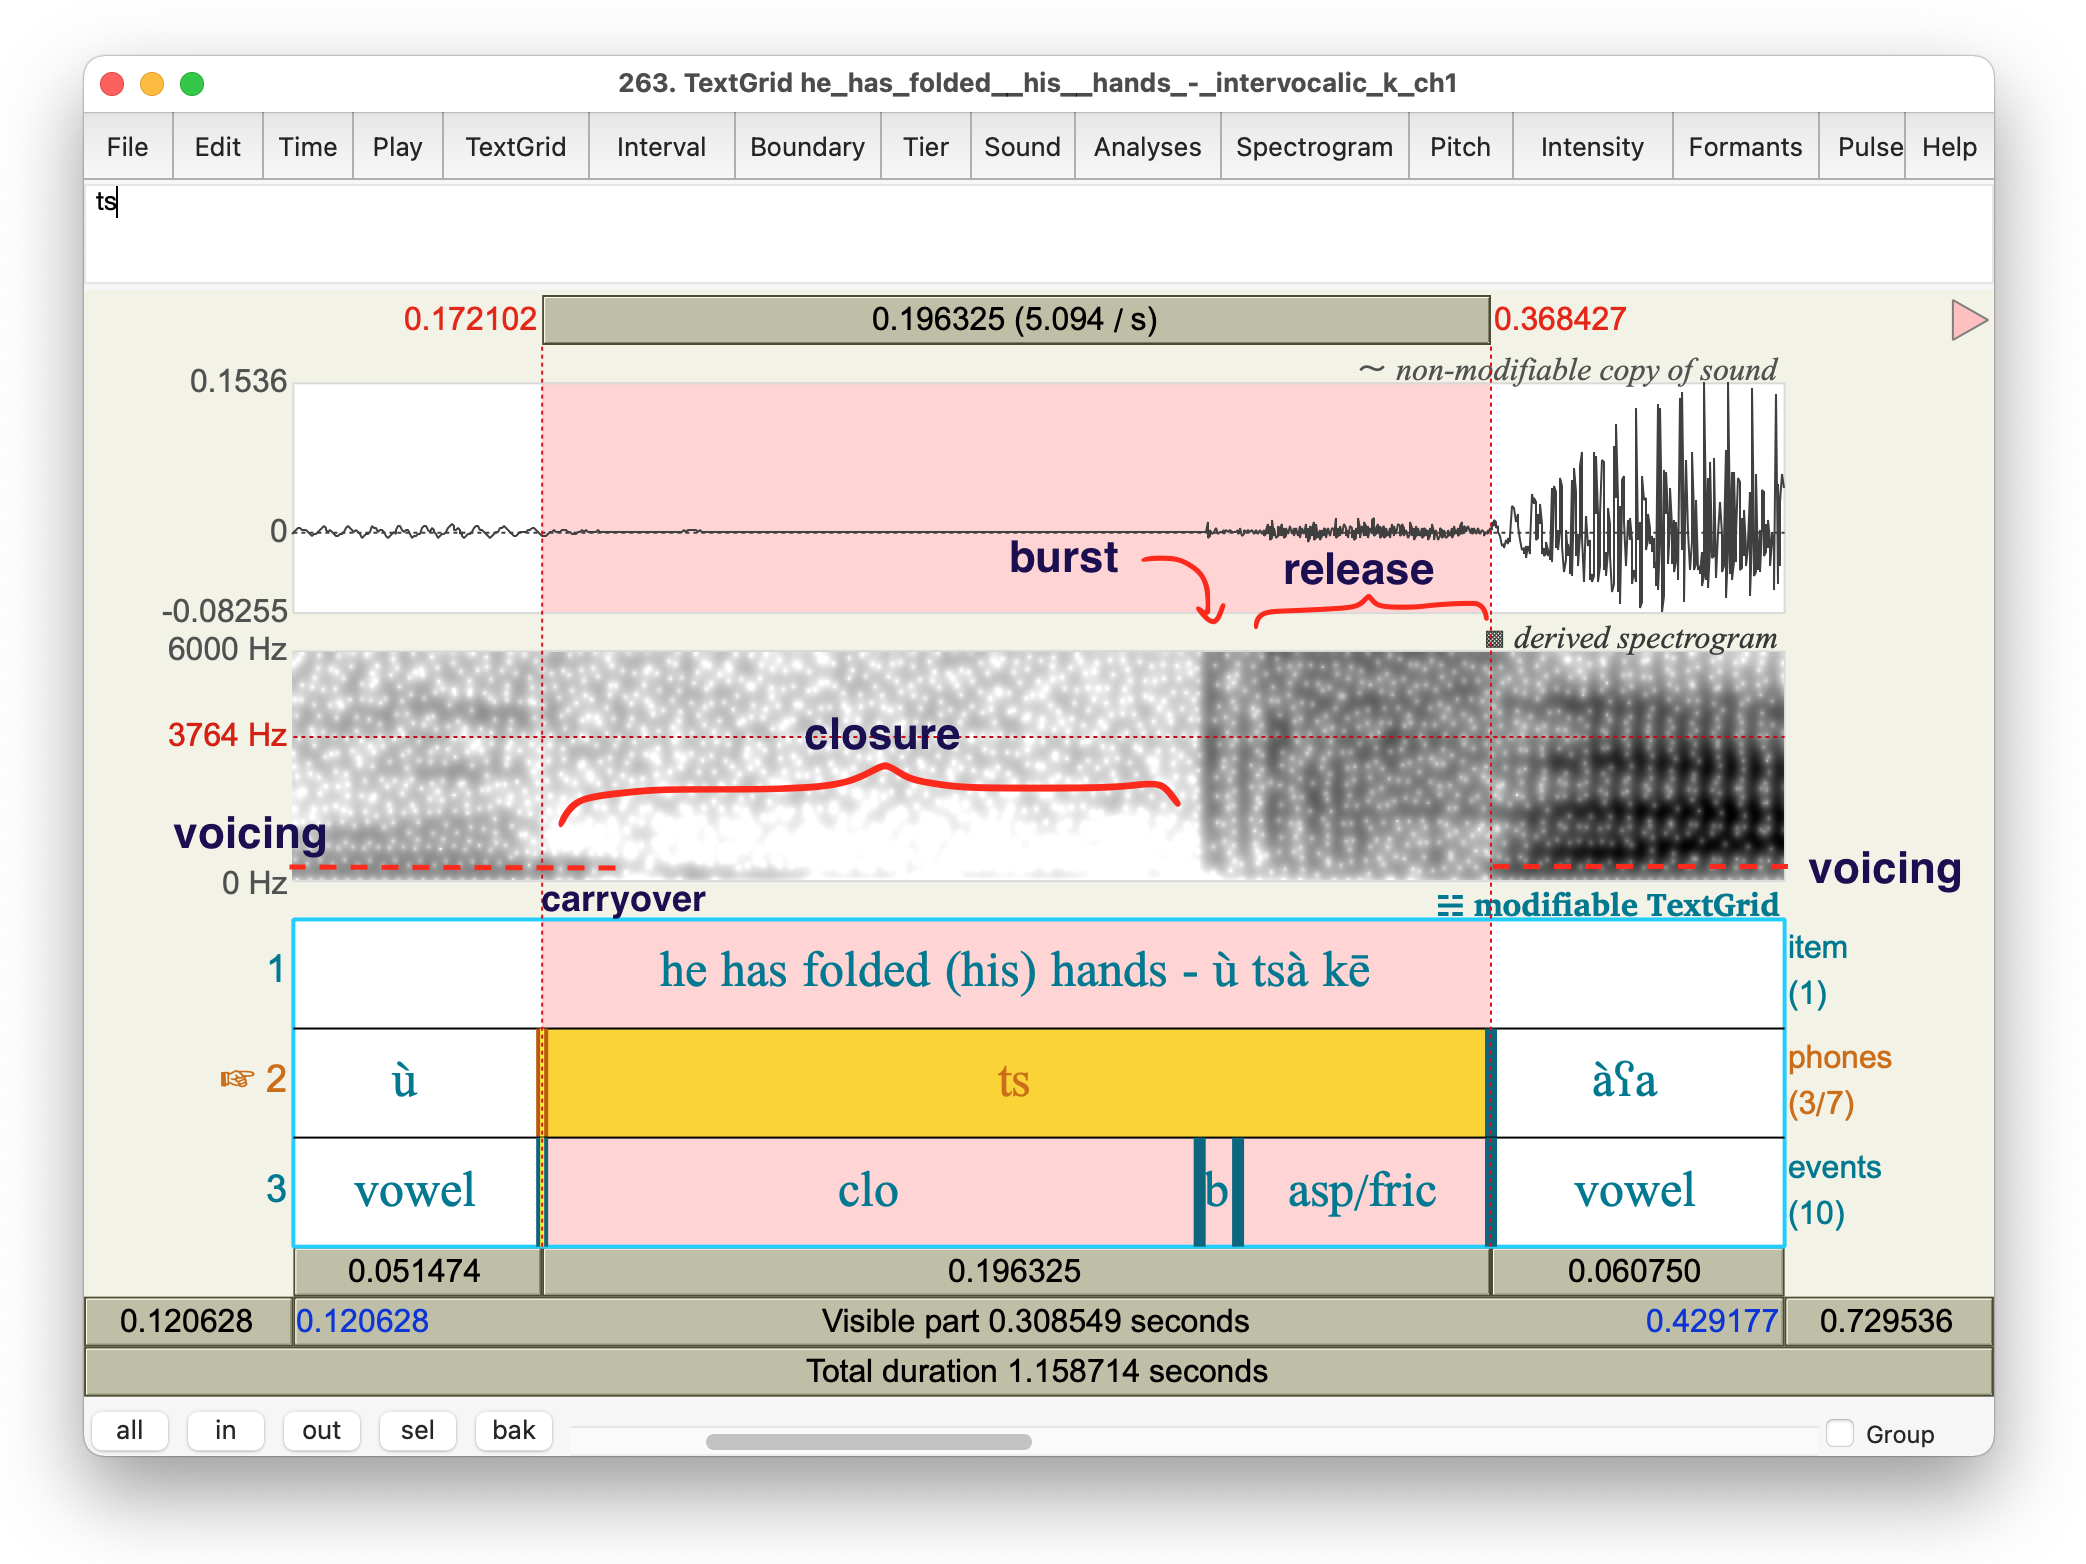 263. TextGrid he_has_folded__his__hands_-_intervocalic_k_ch1
File Edit Time Play TextGrid Interval Boundary Tier Sound Analyses Spectrogram Pitch Intensity Formants Pulse Help
ts
0.172102 0.196325 (5.094 / s) 0.368427
~ non-modifiable copy of sound
0.1536
0
burst
release
-0.08255
6000 Hz
derived spectrogram
3764 Hz
closure
voicing
voicing
0 Hz
carryover
modifiable TextGrid
1 he has folded (his) hands - ù tsà kē item
(1)
☞ 2 ù ts àʕa phones
(3/7)
3 vowel clo b asp/fric vowel events
(10)
0.051474 0.196325 0.060750
0.120628 0.120628 Visible part 0.308549 seconds 0.429177 0.729536
Total duration 1.158714 seconds
all in out sel bak Group